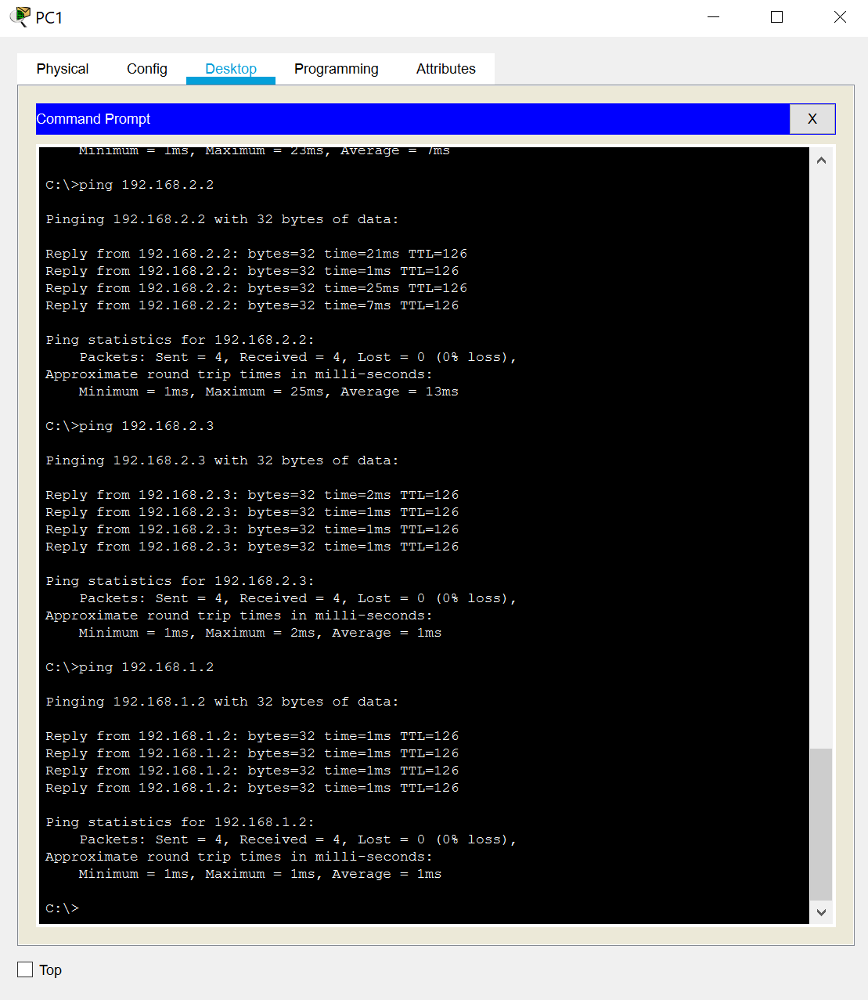 PC1
Physical Config Desktop Programming Attributes
Command Prompt X
Minimum = 1ms, Maximum = 23ms, Average = 7ms
C:\>ping 192.168.2.2
Pinging 192.168.2.2 with 32 bytes of data:
Reply from 192.168.2.2: bytes=32 time=21ms TTL=126
Reply from 192.168.2.2: bytes=32 time=1ms TTL=126
Reply from 192.168.2.2: bytes=32 time=25ms TTL=126
Reply from 192.168.2.2: bytes=32 time=7ms TTL=126
Ping statistics for 192.168.2.2:
Packets: Sent = 4, Received = 4, Lost = 0 (0% loss),
Approximate round trip times in milli-seconds:
Minimum = 1ms, Maximum = 25ms, Average = 13ms
C:\>ping 192.168.2.3
Pinging 192.168.2.3 with 32 bytes of data:
Reply from 192.168.2.3: bytes=32 time=2ms TTL=126
Reply from 192.168.2.3: bytes=32 time=1ms TTL=126
Reply from 192.168.2.3: bytes=32 time=1ms TTL=126
Reply from 192.168.2.3: bytes=32 time=1ms TTL=126
Ping statistics for 192.168.2.3:
Packets: Sent = 4, Received = 4, Lost = 0 (0% loss),
Approximate round trip times in milli-seconds:
Minimum = 1ms, Maximum = 2ms, Average = 1ms
C:\>ping 192.168.1.2
Pinging 192.168.1.2 with 32 bytes of data:
Reply from 192.168.1.2: bytes=32 time=1ms TTL=126
Reply from 192.168.1.2: bytes=32 time=1ms TTL=126
Reply from 192.168.1.2: bytes=32 time=1ms TTL=126
Reply from 192.168.1.2: bytes=32 time=1ms TTL=126
Ping statistics for 192.168.1.2:
Packets: Sent = 4, Received = 4, Lost = 0 (0% loss),
Approximate round trip times in milli-seconds:
Minimum = 1ms, Maximum = 1ms, Average = 1ms
C:\>
Top